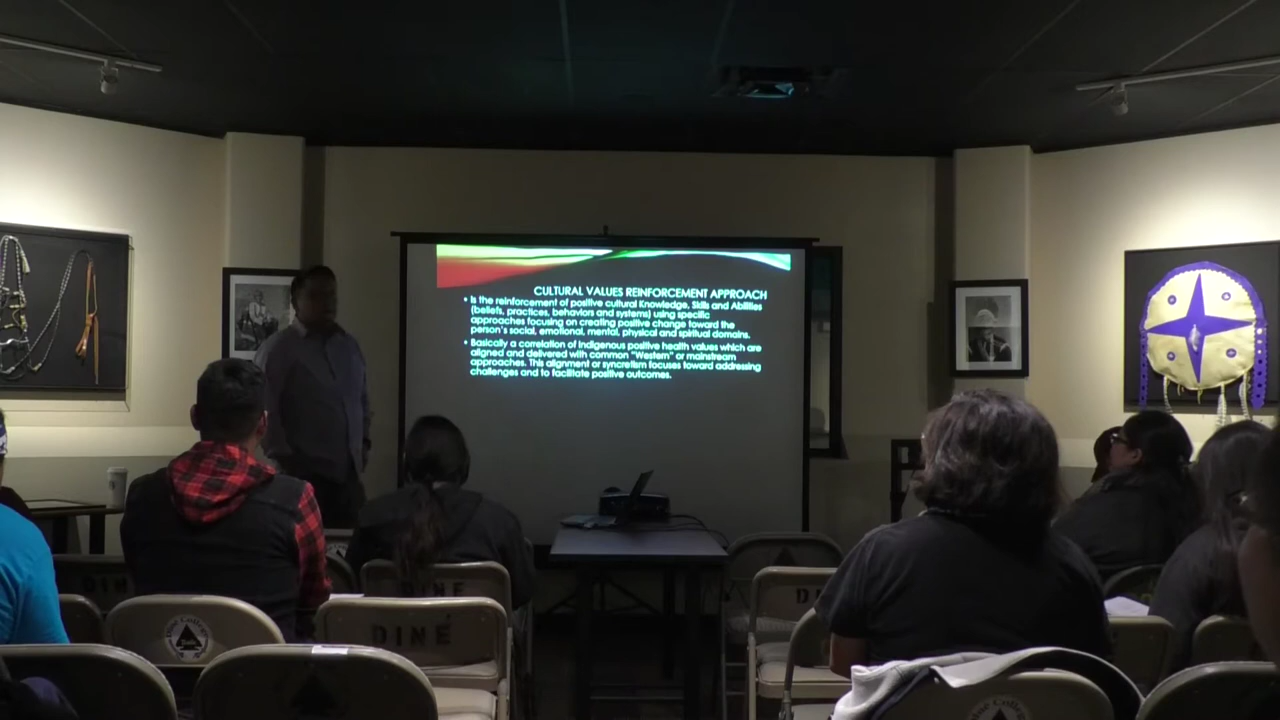 CULTURAL VALUES REINFORCEMENT APPROACH
• Is the reinforcement of positive cultural Knowledge, Skills and Abilities
(beliefs, practices, behaviors and systems) using specific
approaches focusing on creating positive change toward the
person's social, emotional, mental, physical and spiritual domains.
• Basically a correlation of Indigenous positive health values which are
aligned and delivered with common "Western" or mainstream
approaches. This alignment or syncretism focuses toward addressing
challenges and to facilitate positive outcomes.
DINE
DINE